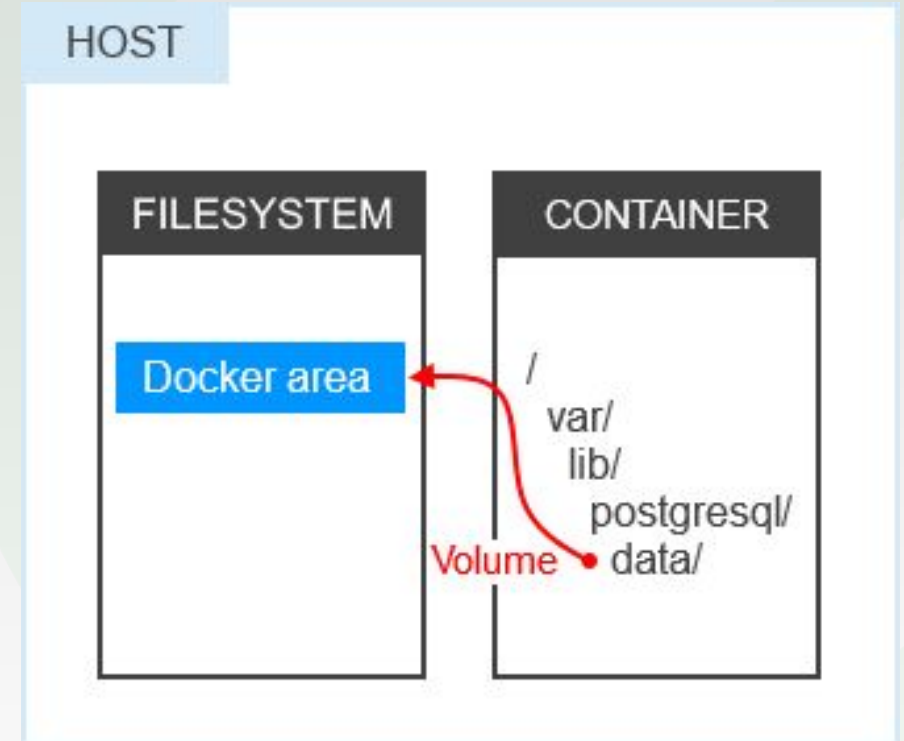 HOST
FILESYSTEM
CONTAINER
Docker area
/
var/
lib/
postgresql/
Volume
data/